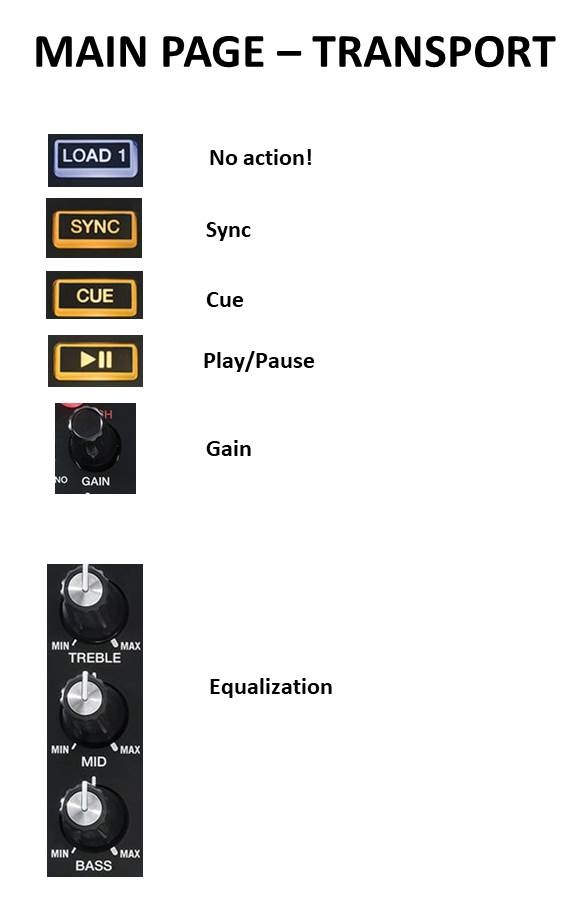 MAIN PAGE – TRANSPORT
LOAD 1 No action!
SYNC Sync
CUE Cue
Play/Pause
Gain
NO GAIN
MIN MAX
TREBLE
Equalization
MIN MAX
MID
MIN MAX
BASS